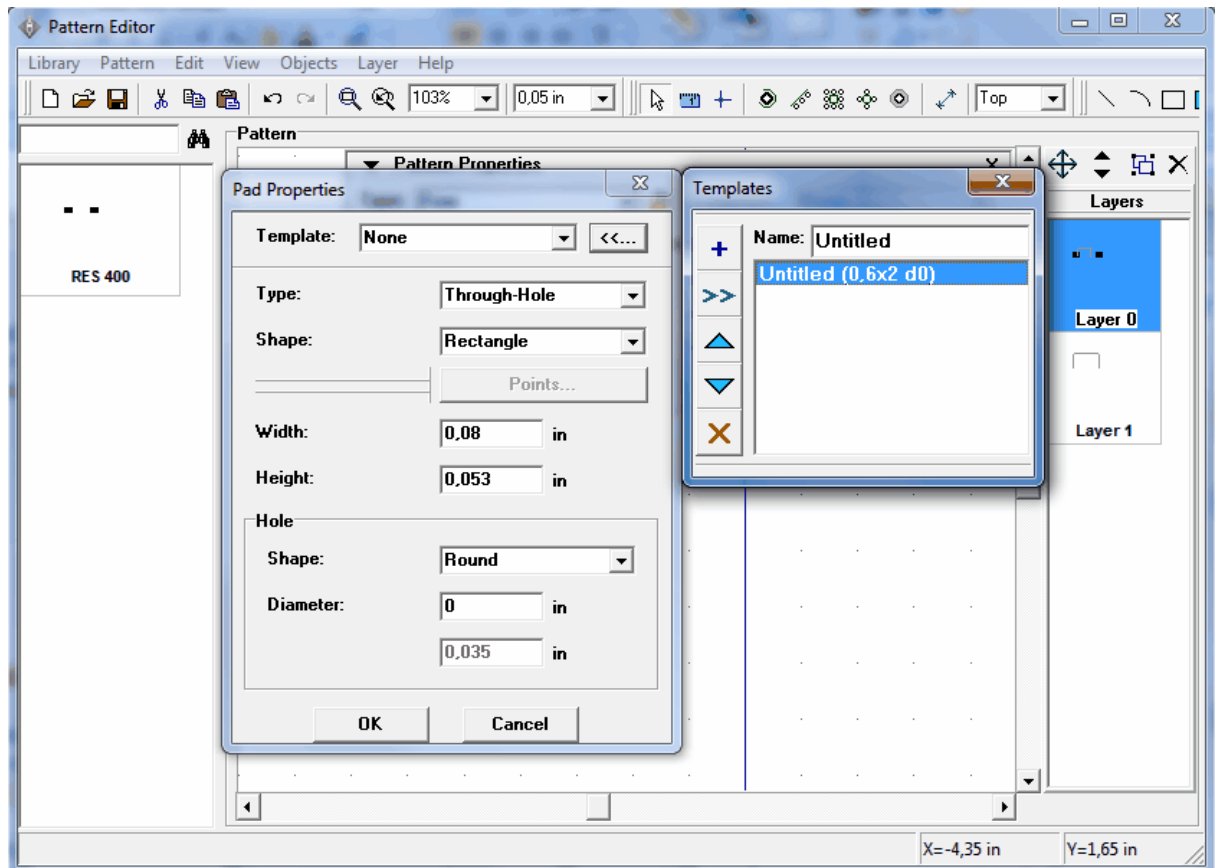 Pattern Editor
Library Pattern Edit View Objects Layer Help
103% 0,05 in Top
Pattern
Pattern Properties
Layers
RES 400
Layer 0
Layer 1
Pad Properties
Template: None <<...
Type: Through-Hole
Shape: Rectangle
Points...
Width: 0,08 in
Height: 0,053 in
Hole
Shape: Round
Diameter: 0 in
0,035 in
OK Cancel
Templates
Name: Untitled
Untitled (0,6x2 d0)
>>
X=-4,35 in Y=1,65 in